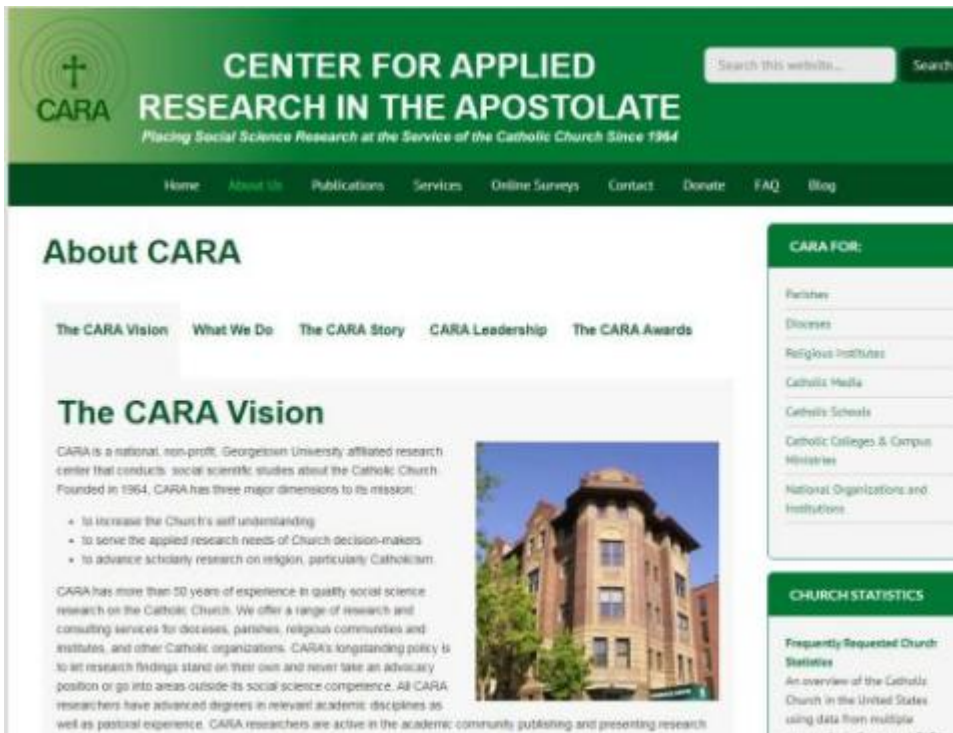 CARA
CENTER FOR APPLIED
RESEARCH IN THE APOSTOLATE
Placing Social Science Research at the Service of the Catholic Church Since 1964
Search this website...
Search
Home About Us Publications Services Online Surveys Contact Donate FAQ Blog
About CARA
The CARA Vision What We Do The CARA Story CARA Leadership The CARA Awards
The CARA Vision
CARA is a national, non-profit, Georgetown University affiliated research
center that conducts social scientific studies about the Catholic Church.
Founded in 1964, CARA has three major dimensions to its mission:
• to increase the Church's self understanding
• to serve the applied research needs of Church decision-makers
• to advance scholarly research on religion, particularly Catholicism
CARA has more than 50 years of experience in quality social science
research on the Catholic Church. We offer a range of research and
consulting services for dioceses, parishes, religious communities and
institutes, and other Catholic organizations. CARA's longstanding policy is
to let research findings stand on their own and never take an advocacy
position or go into areas outside its social science competence. All CARA
researchers have advanced degrees in relevant academic disciplines as
well as pastoral experience. CARA researchers are active in the academic community publishing and presenting research
CARA FOR:
Parishes
Dioceses
Religious Institutes
Catholic Media
Catholic Schools
Catholic Colleges & Campus
Ministries
National Organizations and
Institutions
CHURCH STATISTICS
Frequently Requested Church
Statistics
An overview of the Catholic
Church in the United States
using data from multiple